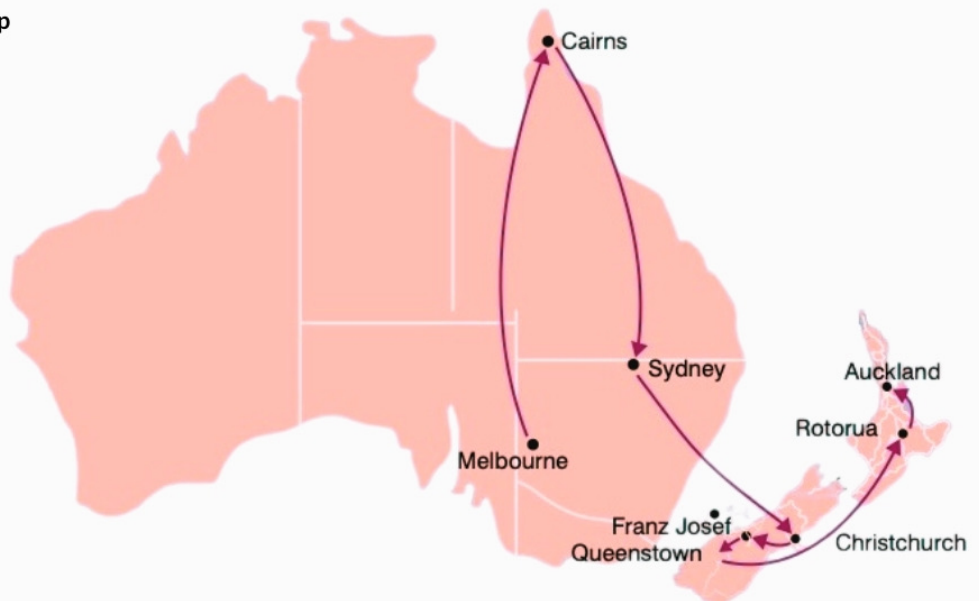 p
Cairns
Sydney
Auckland
Rotorua
Melbourne
Franz Josef
Queenstown
Christchurch